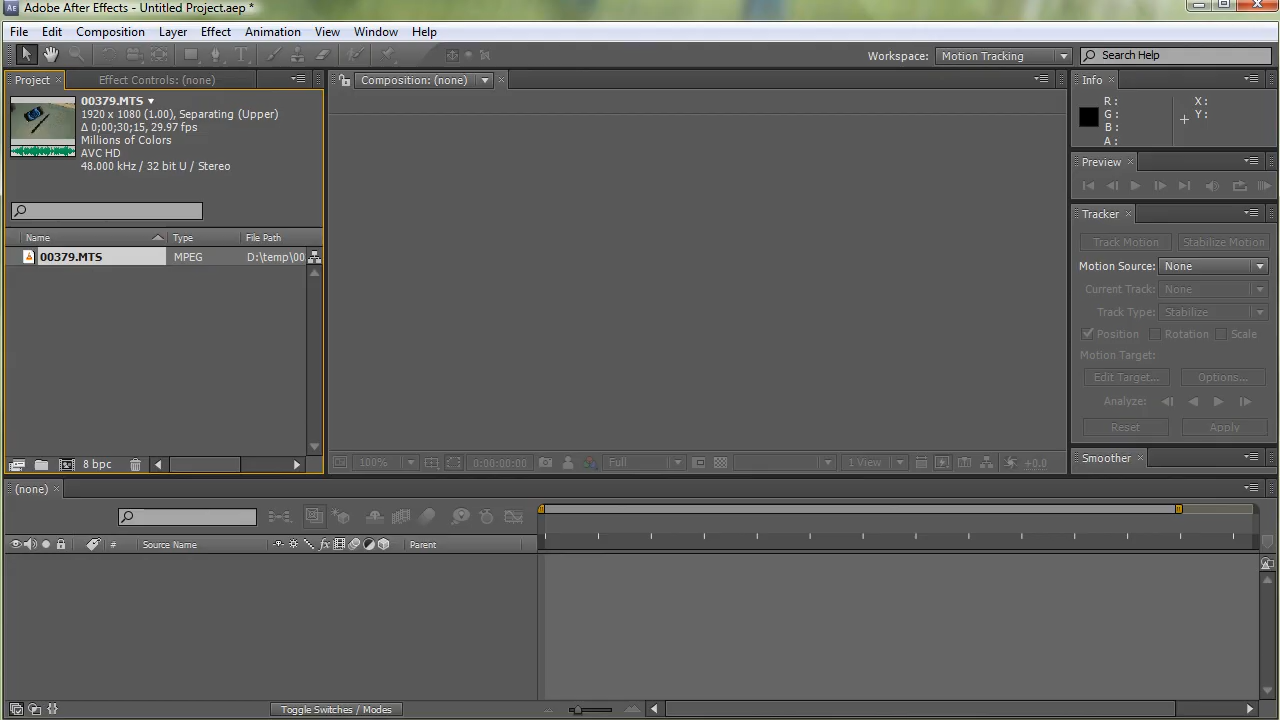 Ae Adobe After Effects - Untitled Project.aep *
File Edit Composition Layer Effect Animation View Window Help
Workspace: Motion Tracking Search Help
Project Effect Controls: (none) Composition: (none) Info
00379.MTS
1920 x 1080 (1.00), Separating (Upper)
Δ 0;00;30;15, 29.97 fps
Millions of Colors
AVC HD
48.000 kHz / 32 bit U / Stereo
R: X:
G: Y:
B:
A:
Preview
Tracker
Name Type File Path
00379.MTS MPEG D:\temp\00
Track Motion Stabilize Motion
Motion Source: None
Current Track: None
Track Type: Stabilize
Position Rotation Scale
Motion Target:
Edit Target... Options...
Analyze:
Reset Apply
Smoother
8 bpc
100% 0:00:00:00 Full 1 View +0.0
(none)
# Source Name fx Parent
Toggle Switches / Modes